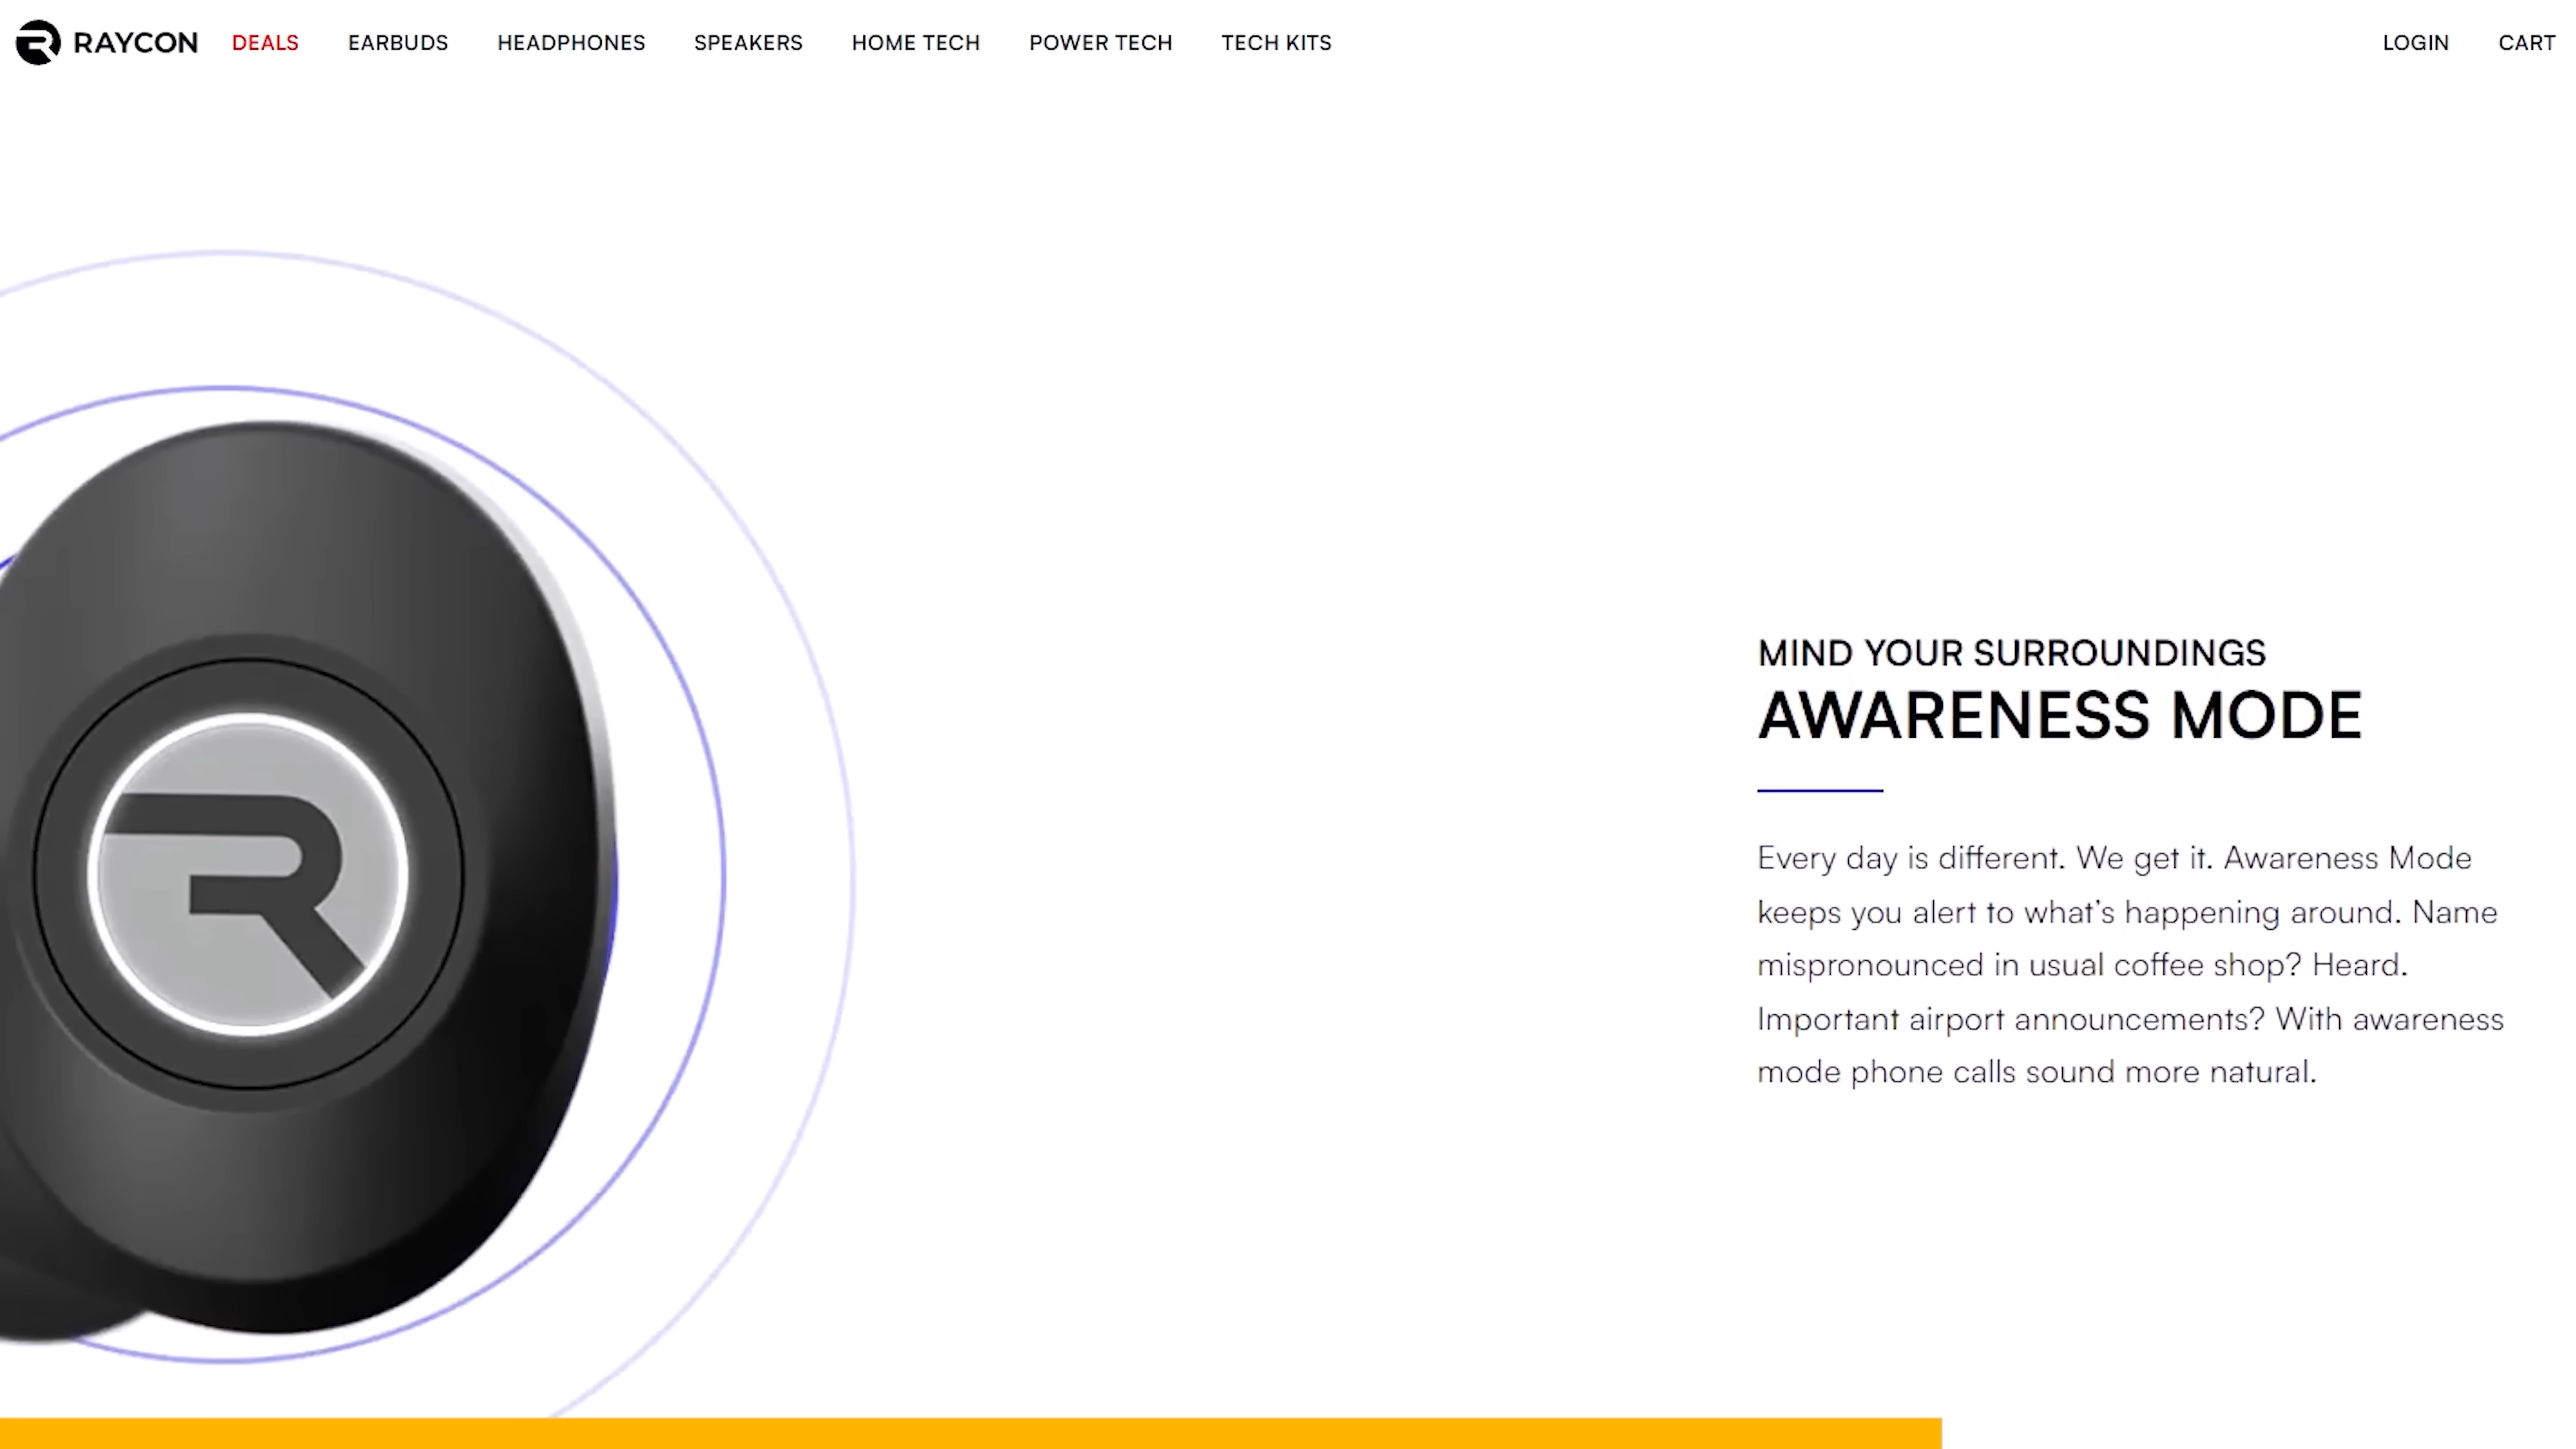 RAYCON DEALS EARBUDS HEADPHONES SPEAKERS HOME TECH POWER TECH TECH KITS LOGIN CART
MIND YOUR SURROUNDINGS
AWARENESS MODE
Every day is different. We get it. Awareness Mode
keeps you alert to what’s happening around. Name
mispronounced in usual coffee shop? Heard.
Important airport announcements? With awareness
mode phone calls sound more natural.